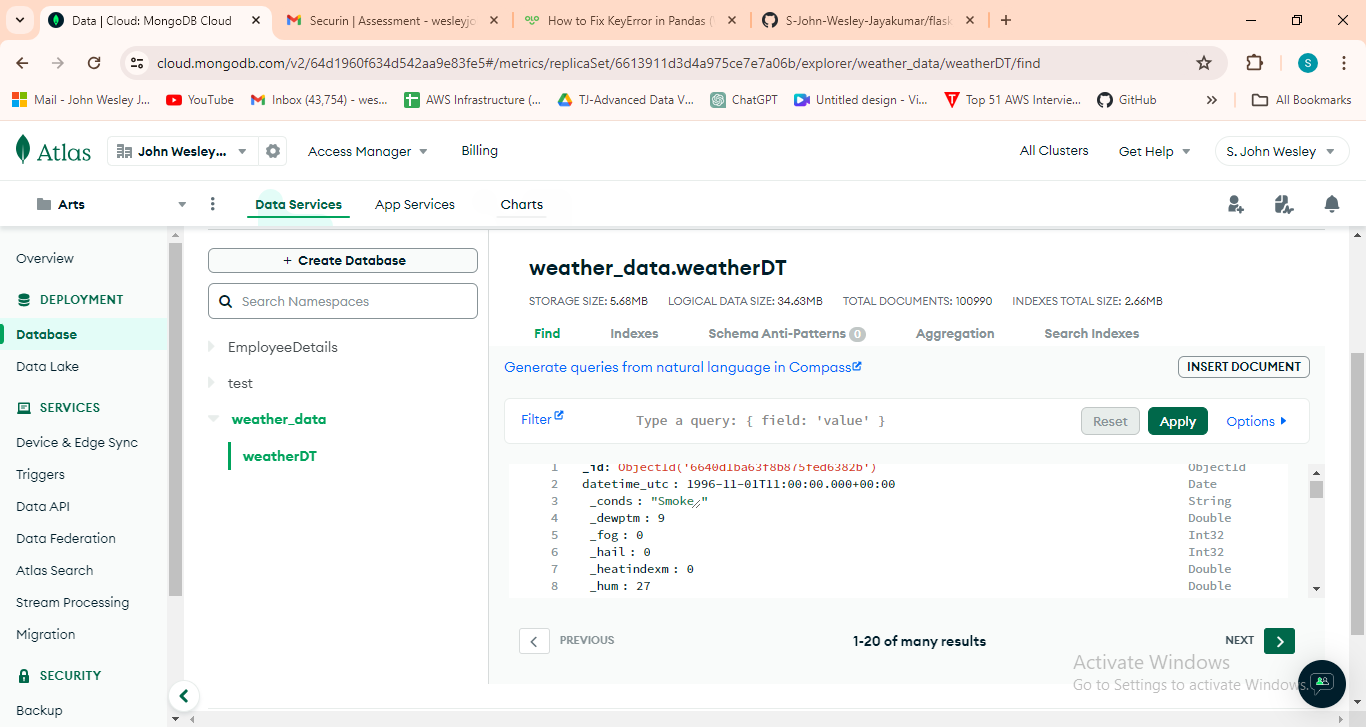 Data | Cloud: MongoDB Cloud
Securin | Assessment - wesleyjo
How to Fix KeyError in Pandas (
S-John-Wesley-Jayakumar/flask
cloud.mongodb.com/v2/64d1960f634d542aa9e83fe5#/metrics/replicaSet/6613911d3d4a975ce7e7a06b/explorer/weather_data/weatherDT/find
S
Mail - John Wesley J...
YouTube
Inbox (43,754) - wes...
AWS Infrastructure (...
TJ-Advanced Data V...
ChatGPT
Untitled design - Vi...
Top 51 AWS Intervie...
GitHub
All Bookmarks
Atlas
John Wesley...
Access Manager
Billing
All Clusters
Get Help
S. John Wesley
Arts
Data Services
App Services
Charts
Overview
DEPLOYMENT
Database
Data Lake
SERVICES
Device & Edge Sync
Triggers
Data API
Data Federation
Atlas Search
Stream Processing
Migration
SECURITY
Backup
+ Create Database
Search Namespaces
EmployeeDetails
test
weather_data
weatherDT
weather_data.weatherDT
STORAGE SIZE: 5.68MB LOGICAL DATA SIZE: 34.63MB TOTAL DOCUMENTS: 100990 INDEXES TOTAL SIZE: 2.66MB
Find Indexes Schema Anti-Patterns 0 Aggregation Search Indexes
Generate queries from natural language in Compass
INSERT DOCUMENT
Filter
Type a query: { field: 'value' }
Reset
Apply
Options
1 _id: ObjectId('6640d1ba63f8b875fed6382b') ObjectId
2 datetime_utc : 1996-11-01T11:00:00.000+00:00 Date
3 _conds : "Smoke/" String
4 _dewptm : 9 Double
5 _fog : 0 Int32
6 _hail : 0 Int32
7 _heatindexm : 0 Double
8 _hum : 27 Double
PREVIOUS
1-20 of many results
NEXT
Activate Windows
Go to Settings to activate Windows.